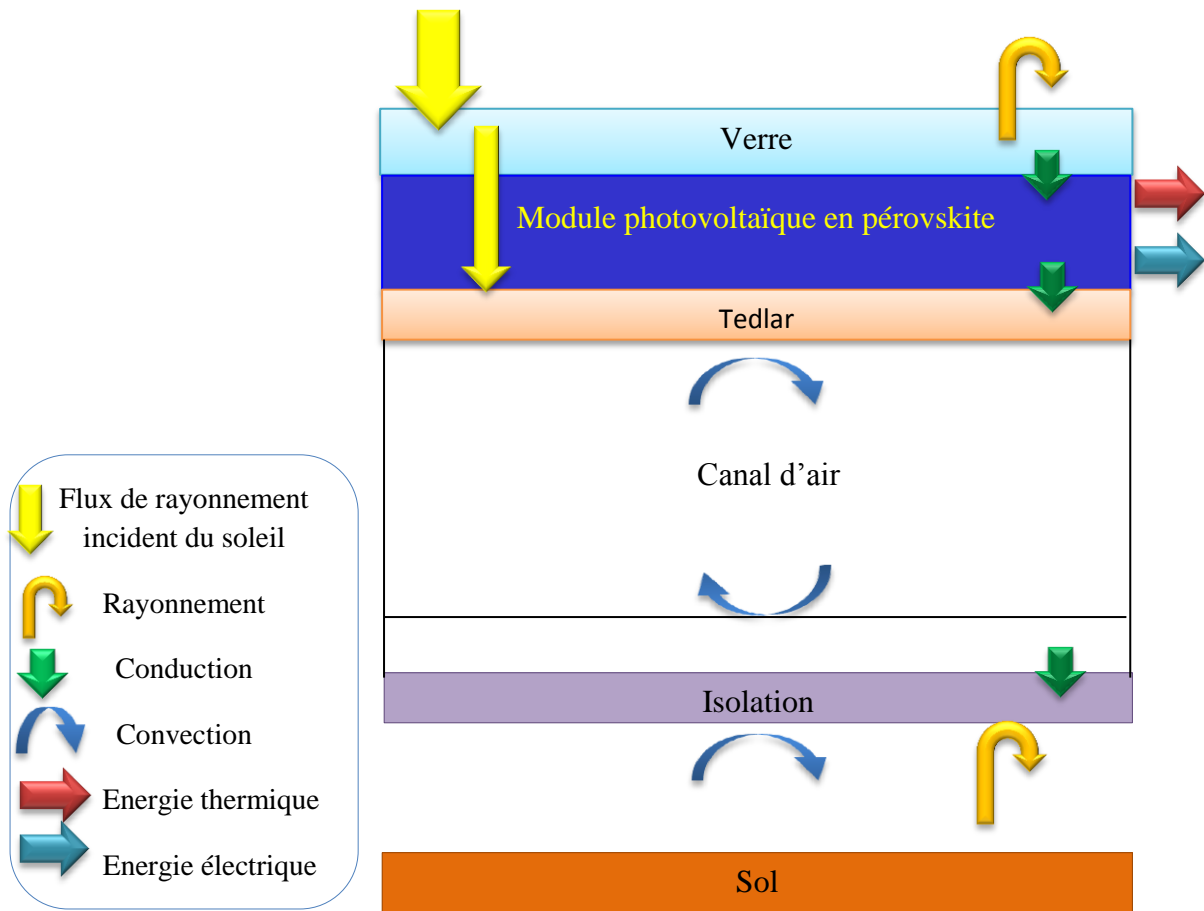 Verre
Module photovoltaïque en pérovskite
Tedlar
Canal d’air
Isolation
Sol
Flux de rayonnement
incident du soleil
Rayonnement
Conduction
Convection
Energie thermique
Energie électrique